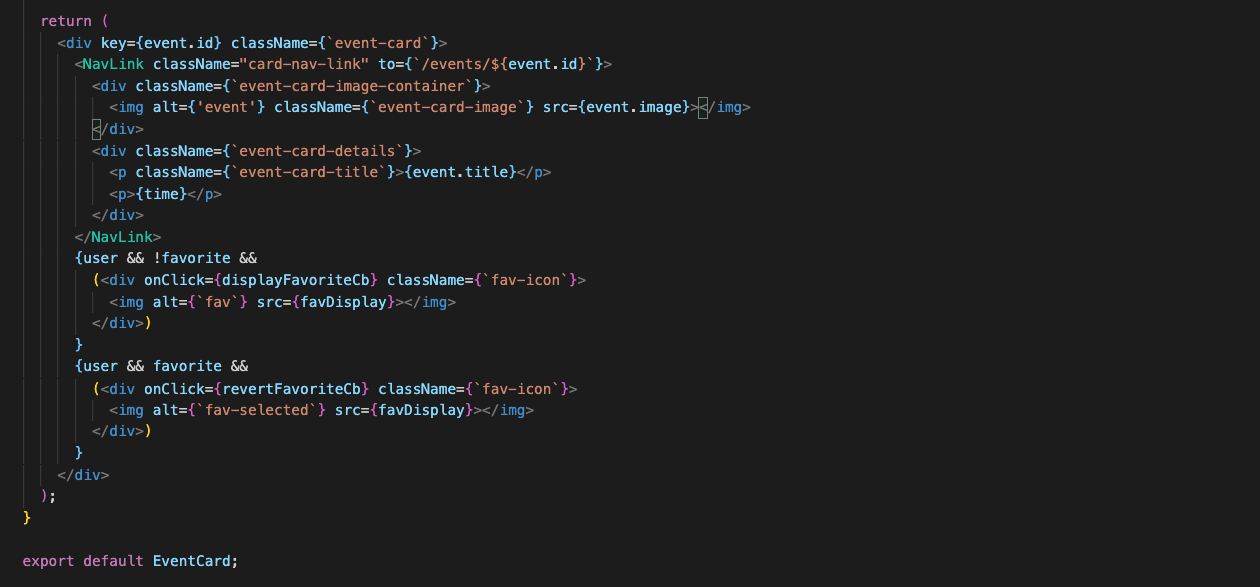 return (
<div key={event.id} className={`event-card`}>
<NavLink className="card-nav-link" to={`/events/${event.id}`}>
<div className={`event-card-image-container`}>
<img alt={'event'} className={`event-card-image`} src={event.image}></img>
</div>
<div className={`event-card-details`}>
<p className={`event-card-title`}>{event.title}</p>
<p>{time}</p>
</div>
</NavLink>
{user && !favorite &&
(<div onClick={displayFavoriteCb} className={`fav-icon`}>
<img alt={`fav`} src={favDisplay}></img>
</div>)
}
{user && favorite &&
(<div onClick={revertFavoriteCb} className={`fav-icon`}>
<img alt={`fav-selected`} src={favDisplay}></img>
</div>)
}
</div>
);
}
export default EventCard;